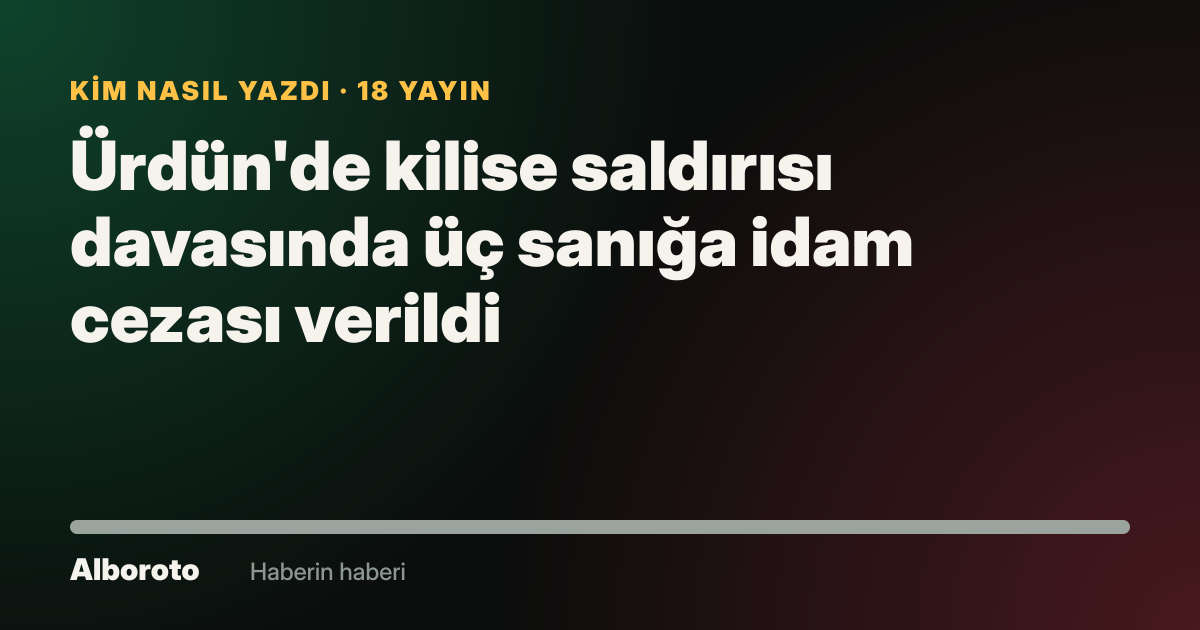 KİM NASIL YAZDI · 18 YAYIN
Ürdün'de kilise saldırısı
davasında üç sanığa idam
cezası verildi
Alboroto
Haberin haberi